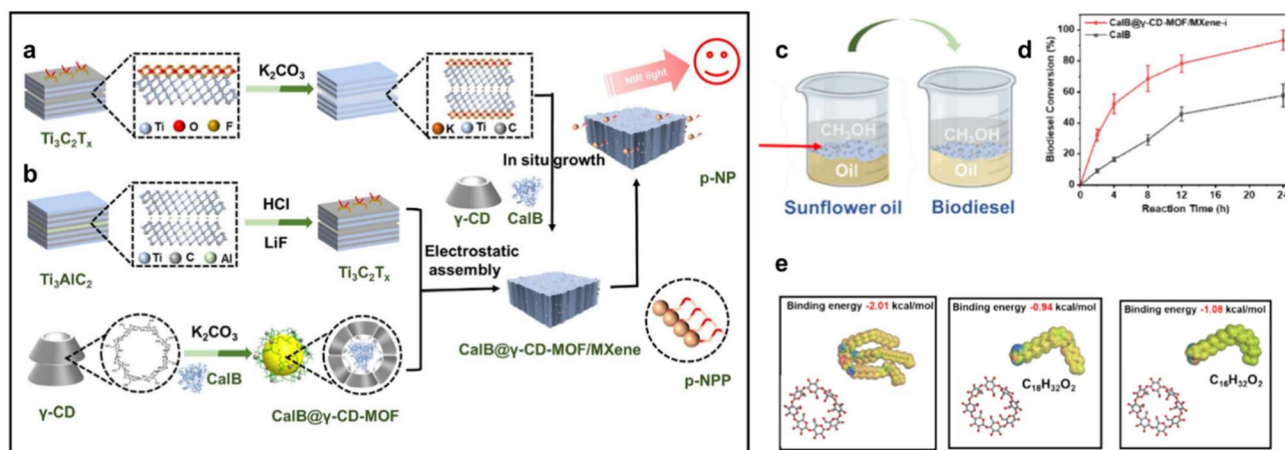 a
K₂CO₃
Ti₃C₂Tₓ
Ti O F
K Ti C
NIR light
In situ growth
γ-CD
CalB
p-NP
b
HCl
LiF
Ti₃AlC₂
Ti C Al
Ti₃C₂Tₓ
Electrostatic
assembly
K₂CO₃
CalB
γ-CD
CalB@γ-CD-MOF
CalB@γ-CD-MOF/MXene
p-NPP
c
CH₃OH
Oil
Sunflower oil
CH₃OH
Oil
Biodiesel
d
CalB@γ-CD-MOF/MXene-i
CalB
Biodiesel Conversion (%)
100
80
60
40
20
0
0 4 8 12 16 20 24
Reaction Time (h)
e
Binding energy -2.01 kcal/mol
Binding energy -0.94 kcal/mol
C₁₈H₃₂O₂
Binding energy -1.08 kcal/mol
C₁₆H₃₂O₂